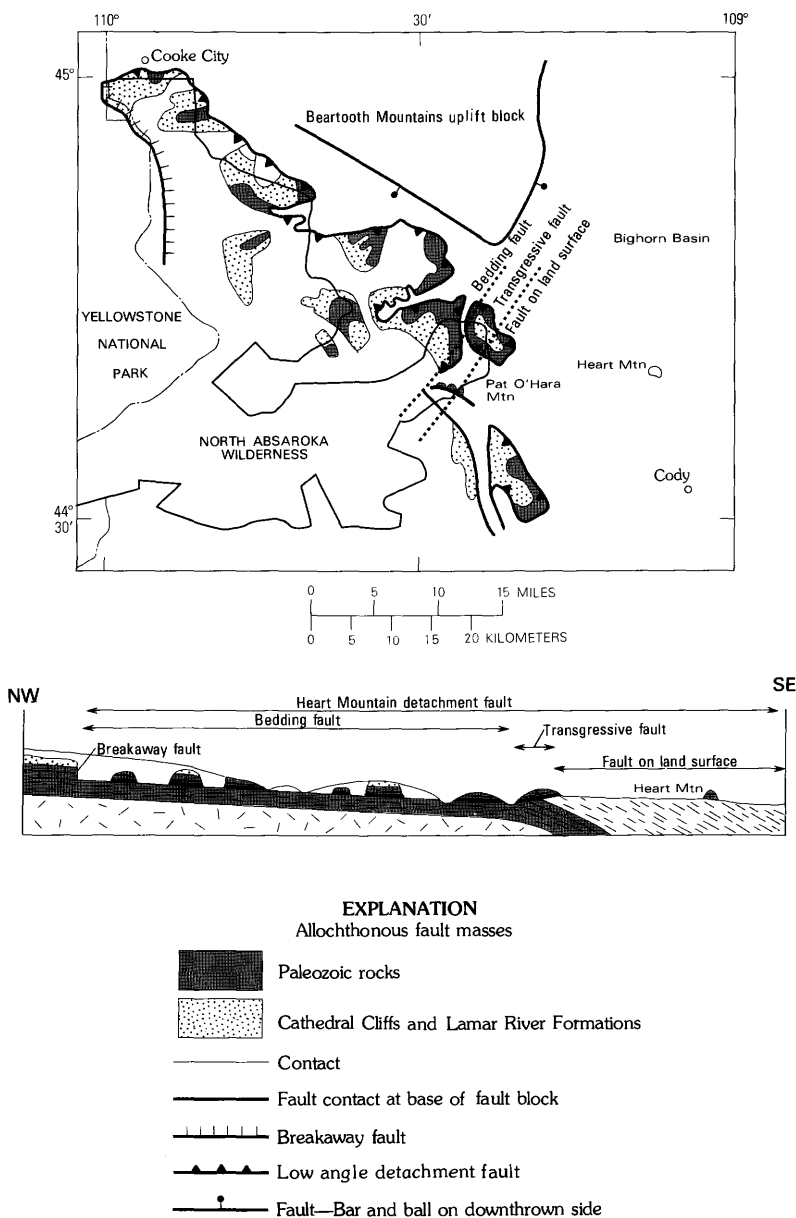 110°
30'
109°
Cooke City
45°
Beartooth Mountains uplift block
Bedding fault
Transgressive fault
Fault on land surface
Bighorn Basin
YELLOWSTONE
NATIONAL
PARK
Heart Mtn
Pat O'Hara
Mtn
NORTH ABSAROKA
WILDERNESS
Cody
44°
30'
0 5 10 15 MILES
0 5 10 15 20 KILOMETERS
NW
SE
Heart Mountain detachment fault
Bedding fault
Transgressive fault
Breakaway fault
Fault on land surface
Heart Mtn
EXPLANATION
Allochthonous fault masses
Paleozoic rocks
Cathedral Cliffs and Lamar River Formations
Contact
Fault contact at base of fault block
Breakaway fault
Low angle detachment fault
Fault—Bar and ball on downthrown side